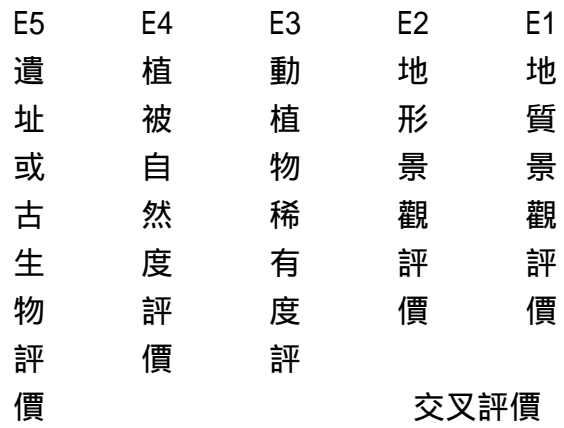 E1
地質景觀評價
E2
地形景觀評價
E3
動植物稀有度評
E4
植被自然度評價
E5
遺址或古生物評價
交叉評價